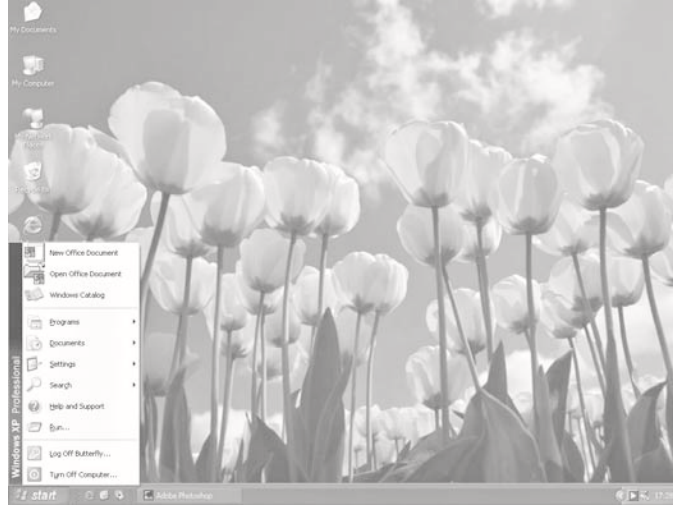 My Documents
My Computer
New Office Document
Open Office Document
Windows Catalog
Programs
Documents
Settings
Search
Help and Support
Run...
Log Off Butterfly...
Turn Off Computer...
Windows XP Professional
start
Adobe Photoshop